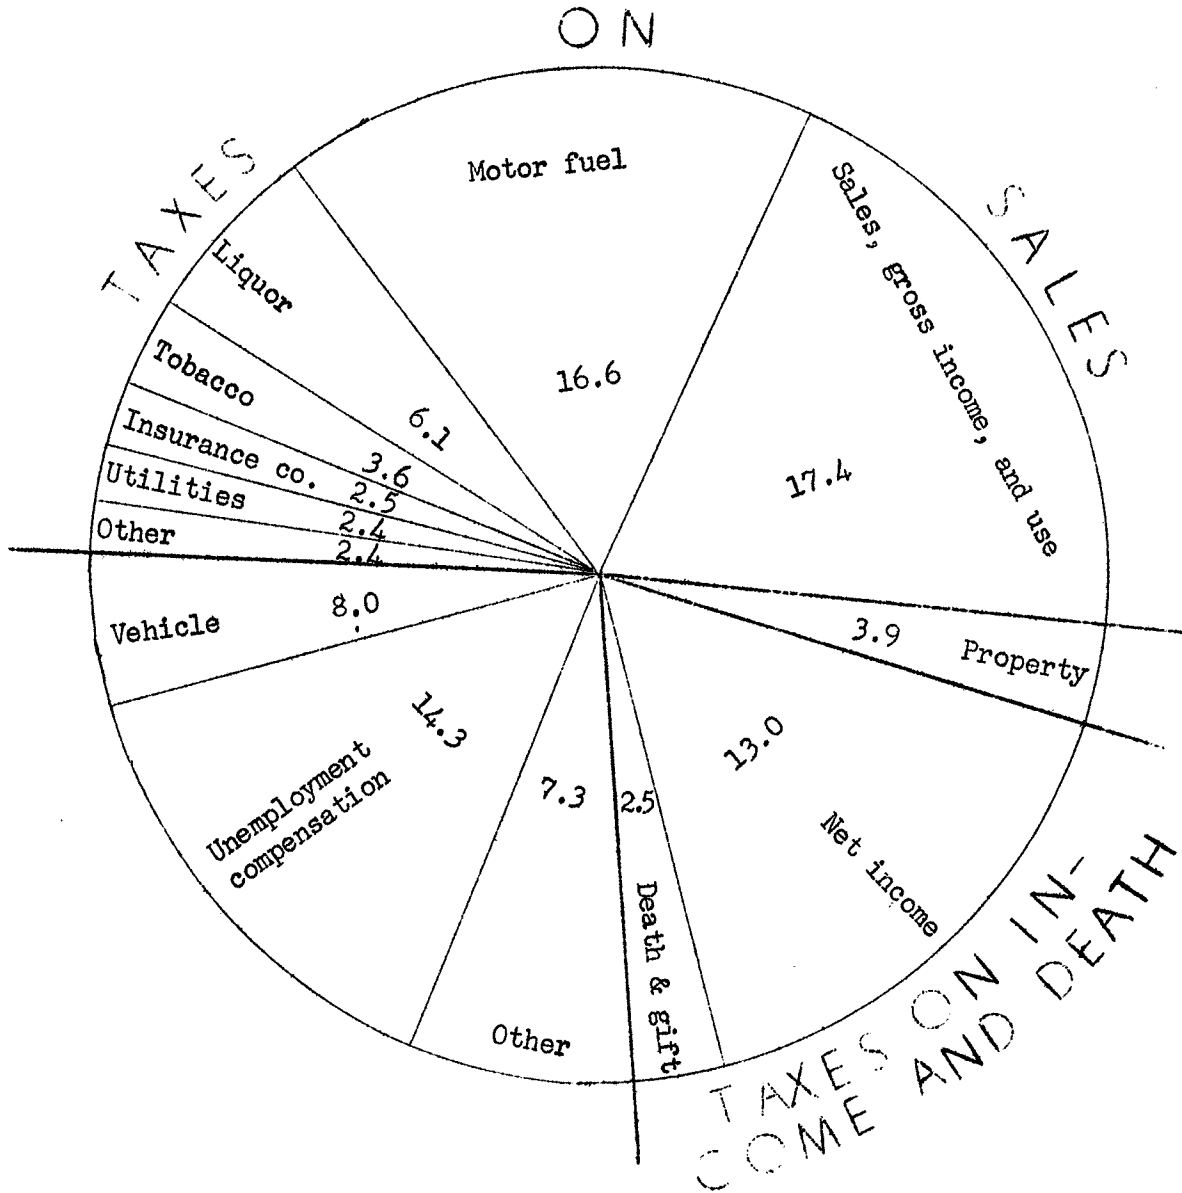 TAXES ON SALES
Motor fuel
16.6
Sales, gross income, and use
17.4
Liquor
6.1
Tobacco
3.6
Insurance co.
2.5
Utilities
2.4
Other
2.4
Vehicle
8.0
Property
3.9
Unemployment
compensation
14.3
Other
7.3
Death & gift
2.5
Net income
13.0
TAXES ON IN-
COME AND DEATH